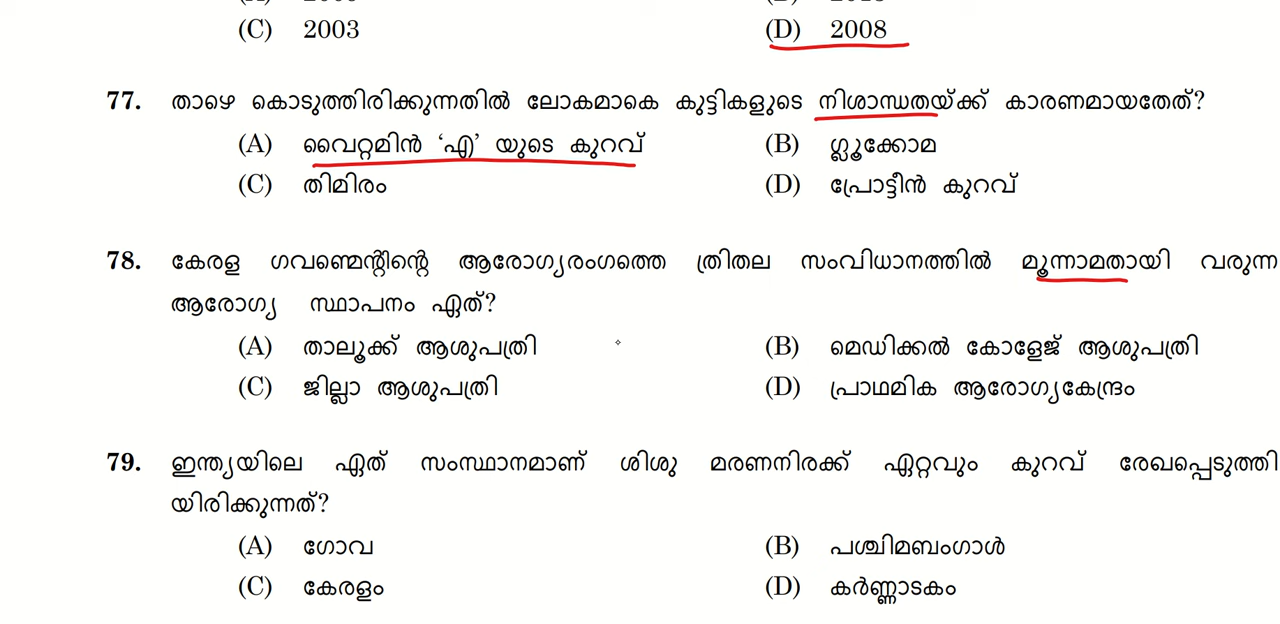 (C) 2003 (D) 2008
77. താഴെ കൊടുത്തിരിക്കുന്നതിൽ ലോകമാകെ കുട്ടികളുടെ നിശാന്ധതയ്ക്ക് കാരണമായതേത്?
(A) വൈറ്റമിൻ ‘എ’ യുടെ കുറവ് (B) ഗ്ലൂക്കോമ
(C) തിമിരം (D) പ്രോട്ടീൻ കുറവ്
78. കേരള ഗവണ്മെന്റിന്റെ ആരോഗ്യരംഗത്തെ ത്രിതല സംവിധാനത്തിൽ മൂന്നാമതായി വരുന്ന
ആരോഗ്യ സ്ഥാപനം ഏത്?
(A) താലൂക്ക് ആശുപത്രി (B) മെഡിക്കൽ കോളേജ് ആശുപത്രി
(C) ജില്ലാ ആശുപത്രി (D) പ്രാഥമിക ആരോഗ്യകേന്ദ്രം
79. ഇന്ത്യയിലെ ഏത് സംസ്ഥാനമാണ് ശിശു മരണനിരക്ക് ഏറ്റവും കുറവ് രേഖപ്പെടുത്തി
യിരിക്കുന്നത്?
(A) ഗോവ (B) പശ്ചിമബംഗാൾ
(C) കേരളം (D) കർണ്ണാടകം